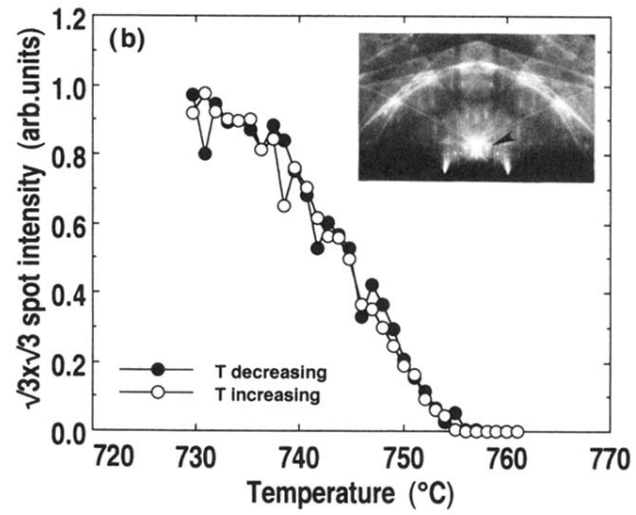 (b)
√3x√3 spot intensity (arb.units)
1.2
1.0
0.8
0.6
0.4
0.2
0.0
T decreasing
T increasing
720 730 740 750 760 770
Temperature (°C)